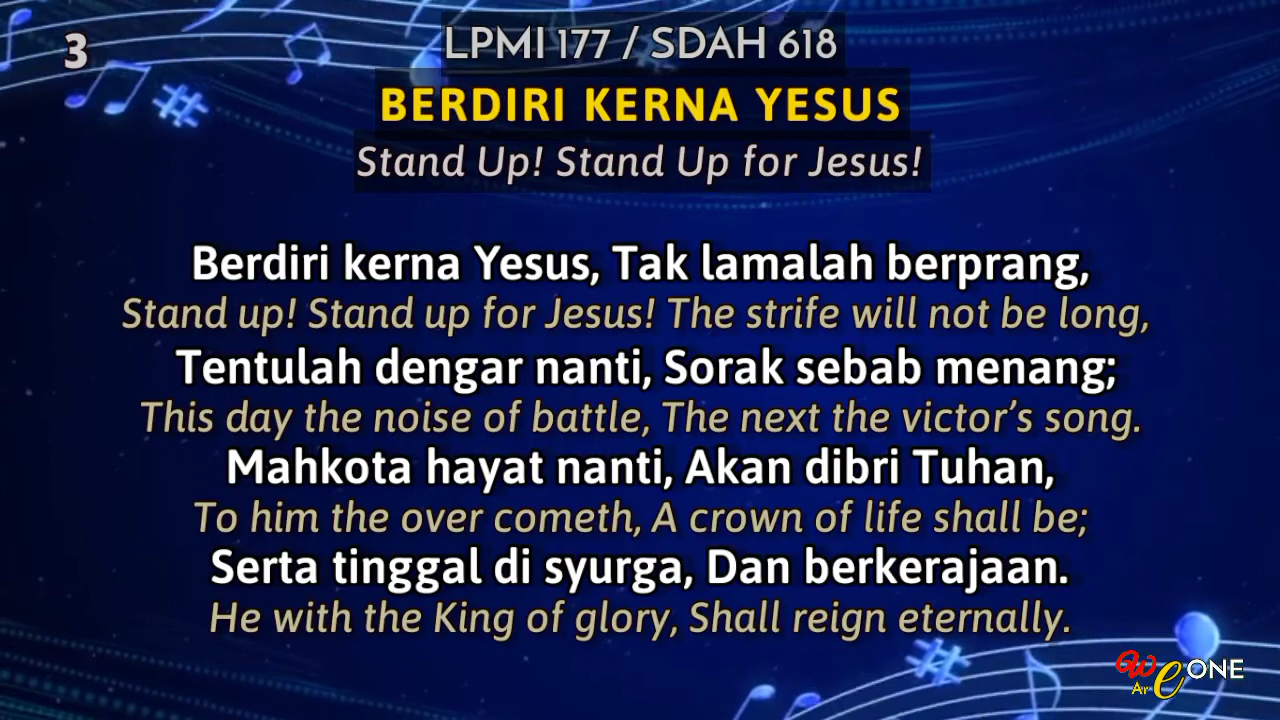 3
LPMI 177 / SDAH 618
BERDIRI KERNA YESUS
Stand Up! Stand Up for Jesus!
Berdiri kerna Yesus, Tak lamalah berprang,
Stand up! Stand up for Jesus! The strife will not be long,
Tentulah dengar nanti, Sorak sebab menang;
This day the noise of battle, The next the victor’s song.
Mahkota hayat nanti, Akan dibri Tuhan,
To him the over cometh, A crown of life shall be;
Serta tinggal di syurga, Dan berkerajaan.
He with the King of glory, Shall reign eternally.
We Are ONE